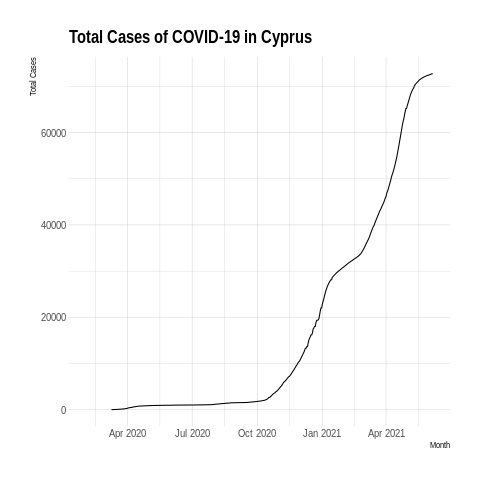 Total Cases of COVID-19 in Cyprus
Total Cases
60000
40000
20000
0
Apr 2020 Jul 2020 Oct 2020 Jan 2021 Apr 2021
Month